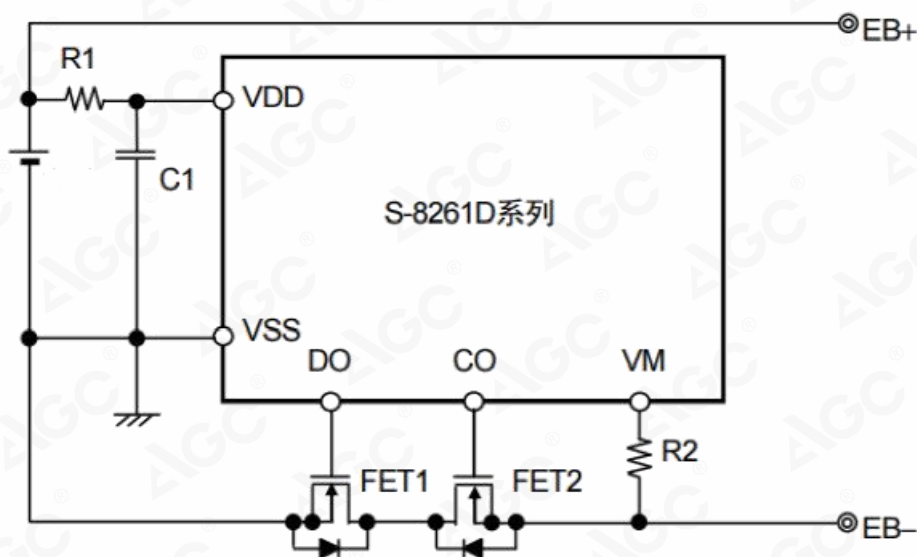 EB+
R1
VDD
C1
S-8261D系列
VSS
DO
CO
VM
R2
FET1
FET2
EB-
AGC